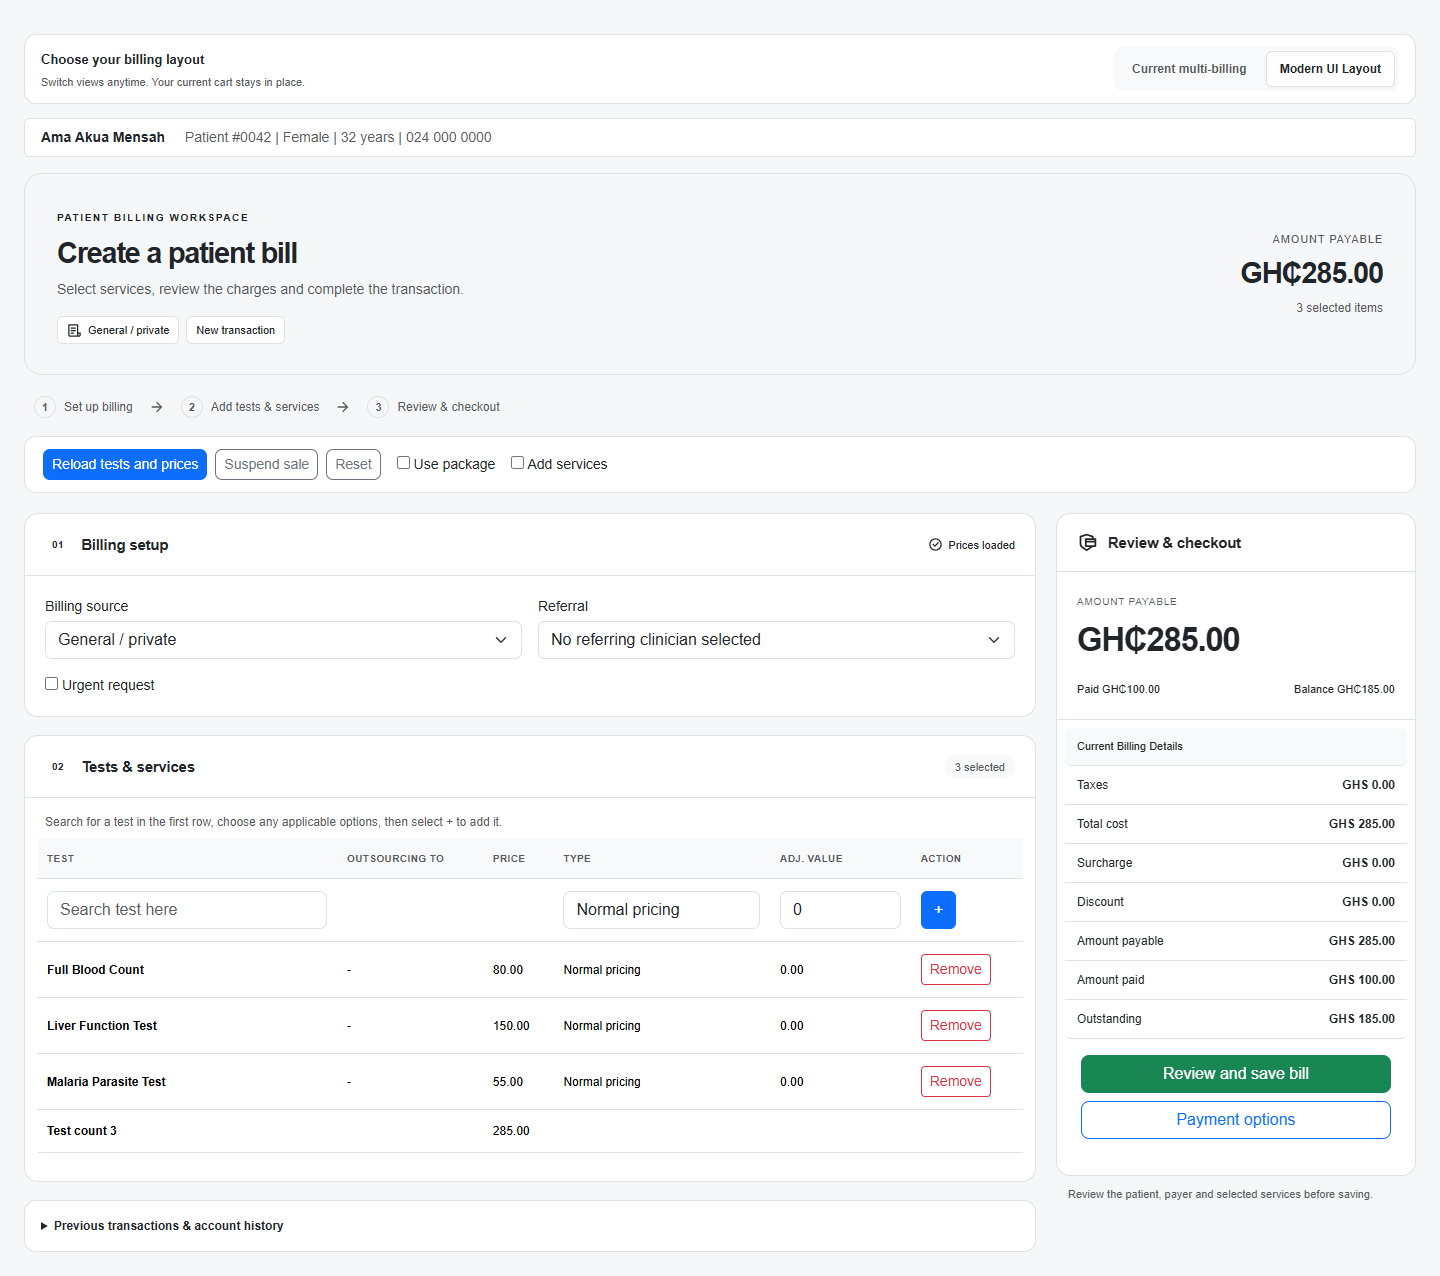 Choose your billing layout
Switch views anytime. Your current cart stays in place.
Current multi-billing
Modern UI Layout
Ama Akua Mensah
Patient #0042 | Female | 32 years | 024 000 0000
PATIENT BILLING WORKSPACE
Create a patient bill
Select services, review the charges and complete the transaction.
General / private
New transaction
AMOUNT PAYABLE
GH₵285.00
3 selected items
1 Set up billing → 2 Add tests & services → 3 Review & checkout
Reload tests and prices
Suspend sale
Reset
Use package
Add services
01 Billing setup
Prices loaded
Billing source
General / private
Referral
No referring clinician selected
Urgent request
02 Tests & services
3 selected
Search for a test in the first row, choose any applicable options, then select + to add it.
TEST OUTSOURCING TO PRICE TYPE ADJ. VALUE ACTION
Search test here Normal pricing 0 +
Full Blood Count - 80.00 Normal pricing 0.00 Remove
Liver Function Test - 150.00 Normal pricing 0.00 Remove
Malaria Parasite Test - 55.00 Normal pricing 0.00 Remove
Test count 3 285.00
Previous transactions & account history
Review & checkout
AMOUNT PAYABLE
GH₵285.00
Paid GH₵100.00
Balance GH₵185.00
Current Billing Details
Taxes GHS 0.00
Total cost GHS 285.00
Surcharge GHS 0.00
Discount GHS 0.00
Amount payable GHS 285.00
Amount paid GHS 100.00
Outstanding GHS 185.00
Review and save bill
Payment options
Review the patient, payer and selected services before saving.